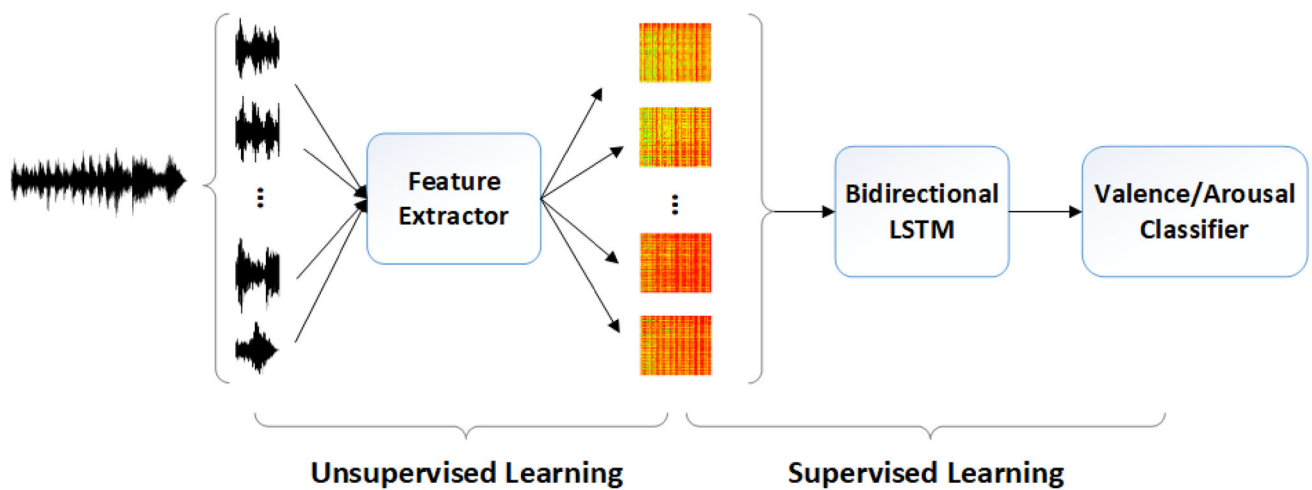 ...
Feature
Extractor
...
Bidirectional
LSTM
Valence/Arousal
Classifier
Unsupervised Learning
Supervised Learning